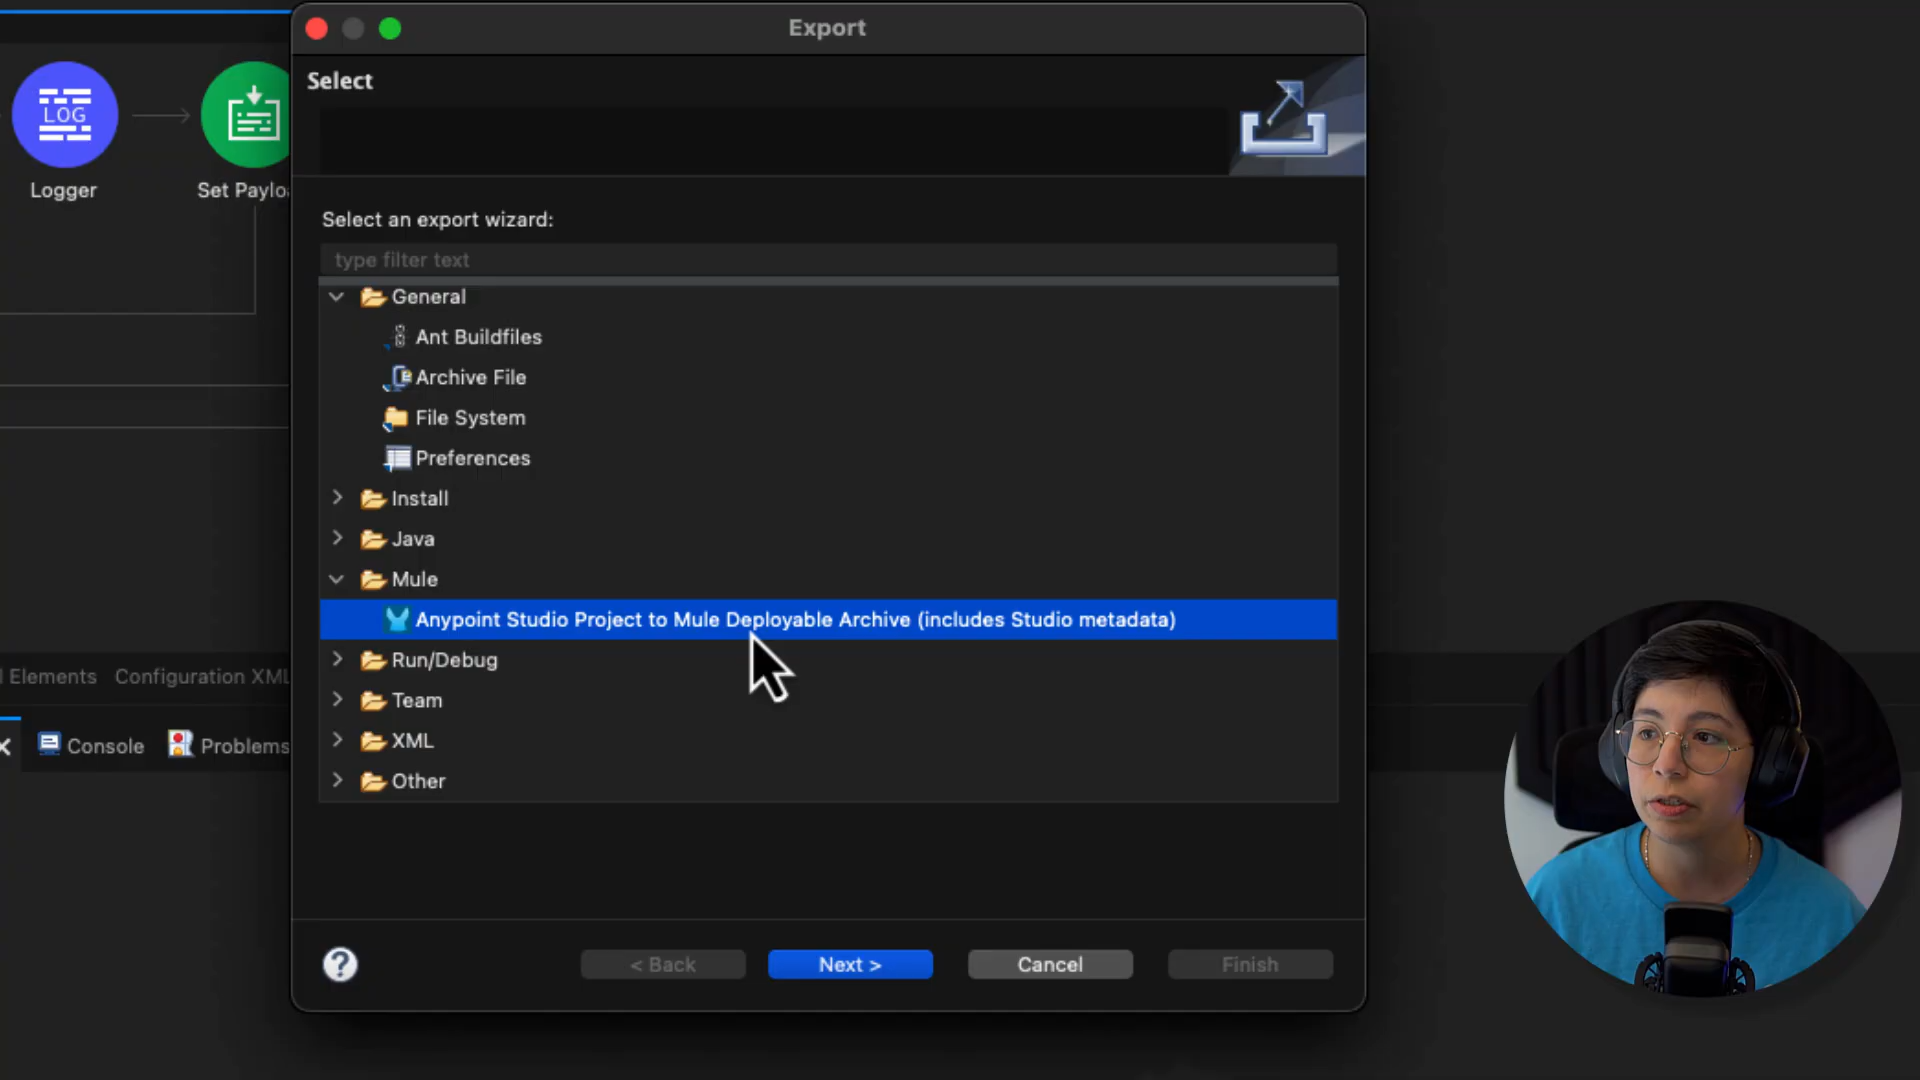 Export
Select
LOG
Logger
Set Paylo
Select an export wizard:
type filter text
General
Ant Buildfiles
Archive File
File System
Preferences
Install
Java
Mule
Anypoint Studio Project to Mule Deployable Archive (includes Studio metadata)
Run/Debug
Team
XML
Other
Elements Configuration XML
Console Problems
? < Back Next > Cancel Finish